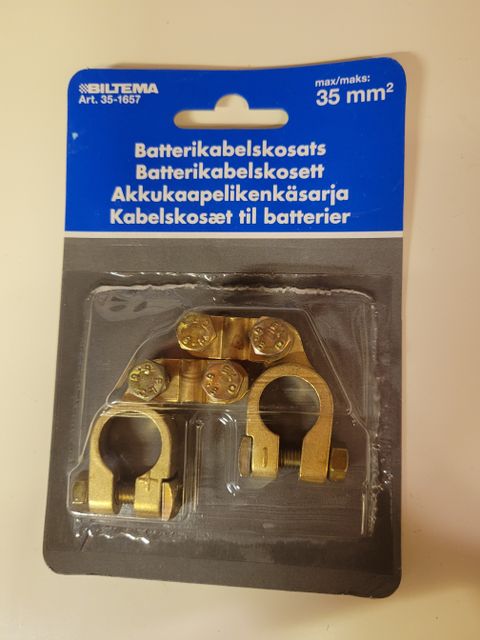 BILTEMA
Art. 35-1657
max/maks:
35 mm²
Batterikabelskosats
Batterikabelskosett
Akkukaapelikenkäsarja
Kabelskosæt til batterier
+
-